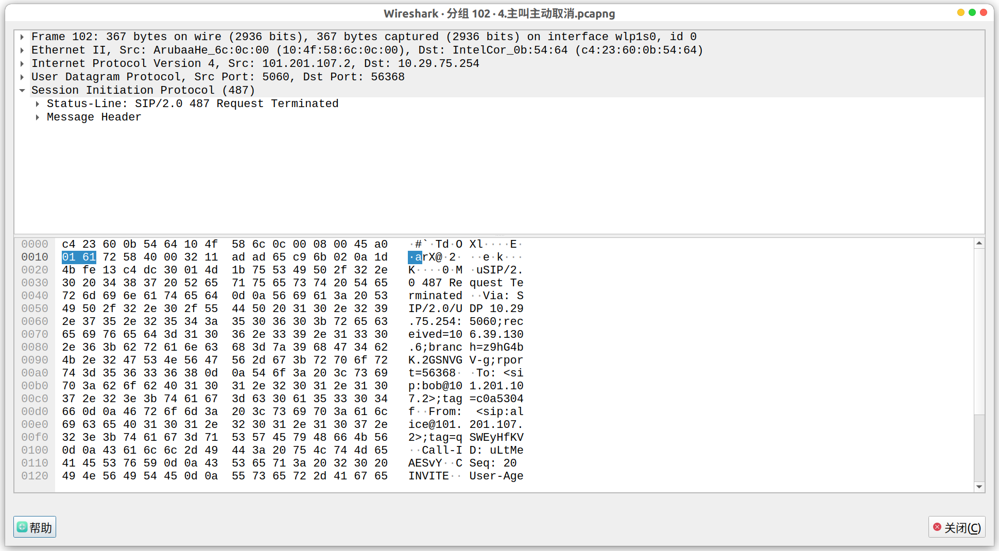 Wireshark · 分组 102 · 4.主叫主动取消.pcapng
Frame 102: 367 bytes on wire (2936 bits), 367 bytes captured (2936 bits) on interface wlp1s0, id 0
Ethernet II, Src: ArubaaHe_6c:0c:00 (10:4f:58:6c:0c:00), Dst: IntelCor_0b:54:64 (c4:23:60:0b:54:64)
Internet Protocol Version 4, Src: 101.201.107.2, Dst: 10.29.75.254
User Datagram Protocol, Src Port: 5060, Dst Port: 56368
Session Initiation Protocol (487)
Status-Line: SIP/2.0 487 Request Terminated
Message Header
0000 c4 23 60 0b 54 64 10 4f 58 6c 0c 00 08 00 45 a0 ·#`·Td·O Xl····E·
0010 01 61 72 58 40 00 32 11 ad ad 65 c9 6b 02 0a 1d ·arX@·2· ··e·k···
0020 4b fe 13 c4 dc 30 01 4d 1b 75 53 49 50 2f 32 2e K····0·M ·uSIP/2.
0030 30 20 34 38 37 20 52 65 71 75 65 73 74 20 54 65 0 487 Re quest Te
0040 72 6d 69 6e 61 74 65 64 0d 0a 56 69 61 3a 20 53 rminated ··Via: S
0050 49 50 2f 32 2e 30 2f 55 44 50 20 31 30 2e 32 39 IP/2.0/U DP 10.29
0060 2e 37 35 2e 32 35 34 3a 35 30 36 30 3b 72 65 63 .75.254: 5060;rec
0070 65 69 76 65 64 3d 31 30 36 2e 33 39 2e 31 33 30 eived=10 6.39.130
0080 2e 36 3b 62 72 61 6e 63 68 3d 7a 39 68 47 34 62 .6;branc h=z9hG4b
0090 4b 2e 32 47 53 4e 56 47 56 2d 67 3b 72 70 6f 72 K.2GSNVG V-g;rpor
00a0 74 3d 35 36 33 36 38 0d 0a 54 6f 3a 20 3c 73 69 t=56368· ·To: <si
00b0 70 3a 62 6f 62 40 31 30 31 2e 32 30 31 2e 31 30 p:bob@10 1.201.10
00c0 37 2e 32 3e 3b 74 61 67 3d 63 30 61 35 33 30 34 7.2>;tag =c0a5304
00d0 66 0d 0a 46 72 6f 6d 3a 20 3c 73 69 70 3a 61 6c f··From: <sip:al
00e0 69 63 65 40 31 30 31 2e 32 30 31 2e 31 30 37 2e ice@101. 201.107.
00f0 32 3e 3b 74 61 67 3d 71 53 57 45 79 48 66 4b 56 2>;tag=q SWEyHfKV
0100 0d 0a 43 61 6c 6c 2d 49 44 3a 20 75 4c 74 4d 65 ··Call-I D: uLtMe
0110 41 45 53 76 59 0d 0a 43 53 65 71 3a 20 32 30 20 AESvY··C Seq: 20
0120 49 4e 56 49 54 45 0d 0a 55 73 65 72 2d 41 67 65 INVITE·· User-Age
帮助
关闭(C)